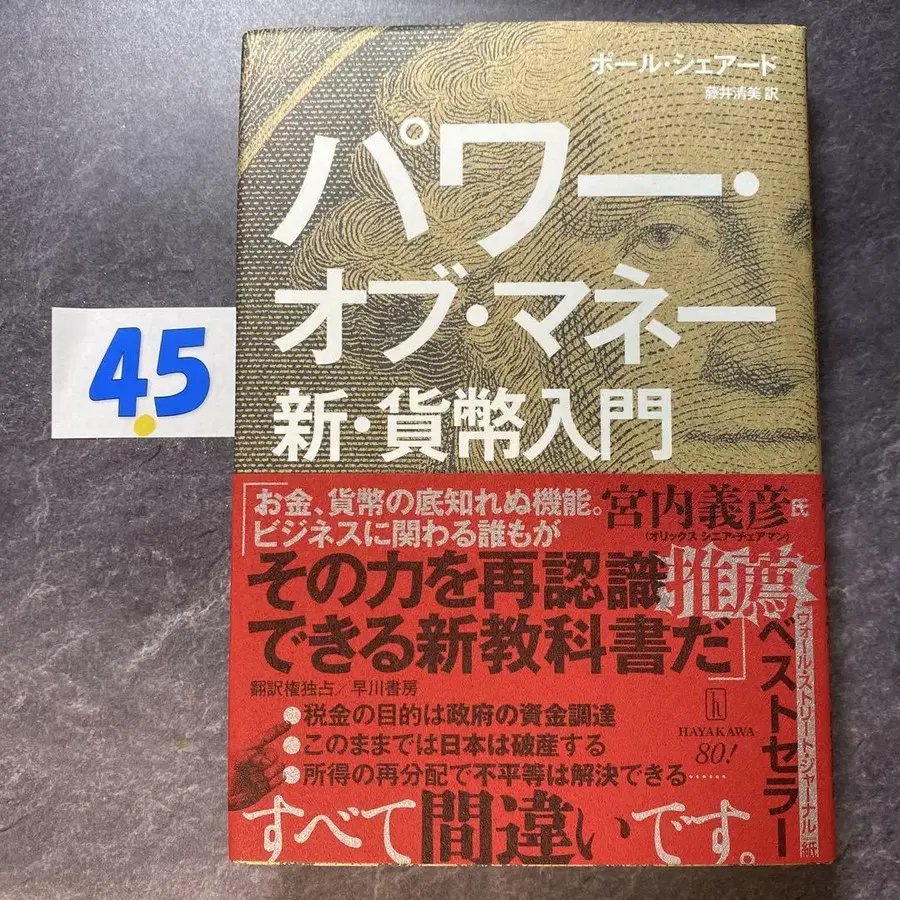 ポール・シェアード
藤井清美 訳
パワー・
オブ・マネー
新・貨幣入門
45
「お金、貨幣の底知れぬ機能。
ビジネスに関わる誰もが
その力を再認識
できる新教科書だ」
宮内義彦氏
(オリックス シニア・チェアマン)
推薦
ウォール・ストリート・ジャーナル紙
ベストセラー
翻訳権独占/早川書房
●税金の目的は政府の資金調達
●このままでは日本は破産する
●所得の再分配で不平等は解決できる……
h
HAYAKAWA
80!
すべて間違いです。